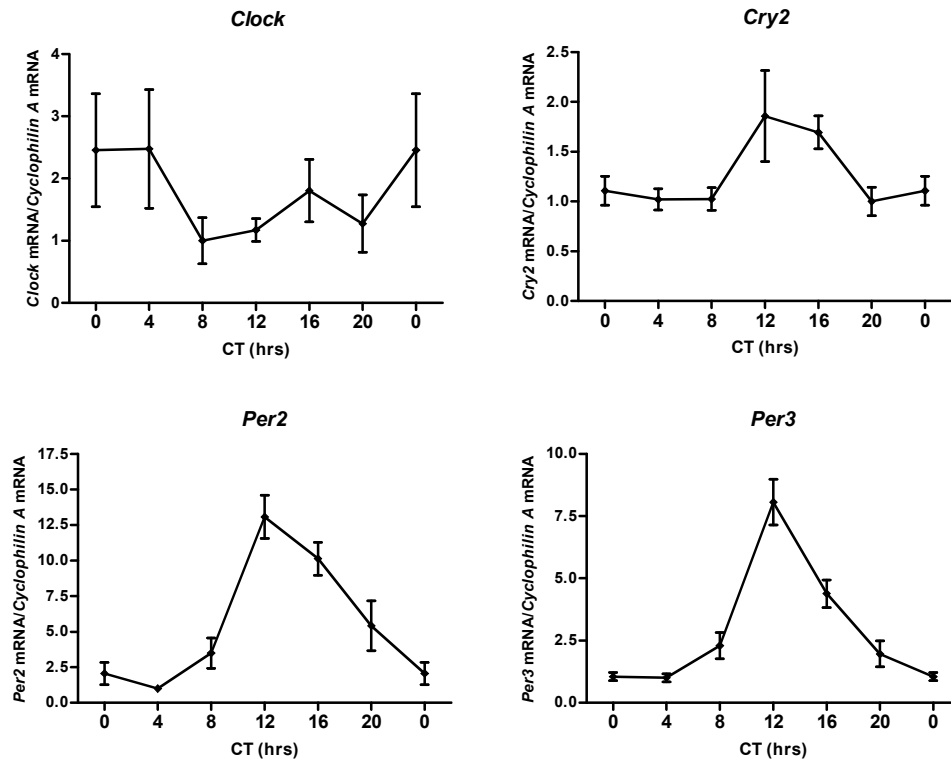 Clock
Clock mRNA/Cyclophilin A mRNA
4
3
2
1
0
0 4 8 12 16 20 0
CT (hrs)
Cry2
Cry2 mRNA/Cyclophilin A mRNA
2.5
2.0
1.5
1.0
0.5
0.0
0 4 8 12 16 20 0
CT (hrs)
Per2
Per2 mRNA/Cyclophilin A mRNA
17.5
15.0
12.5
10.0
7.5
5.0
2.5
0.0
0 4 8 12 16 20 0
CT (hrs)
Per3
Per3 mRNA/Cyclophilin A mRNA
10.0
7.5
5.0
2.5
0.0
0 4 8 12 16 20 0
CT (hrs)